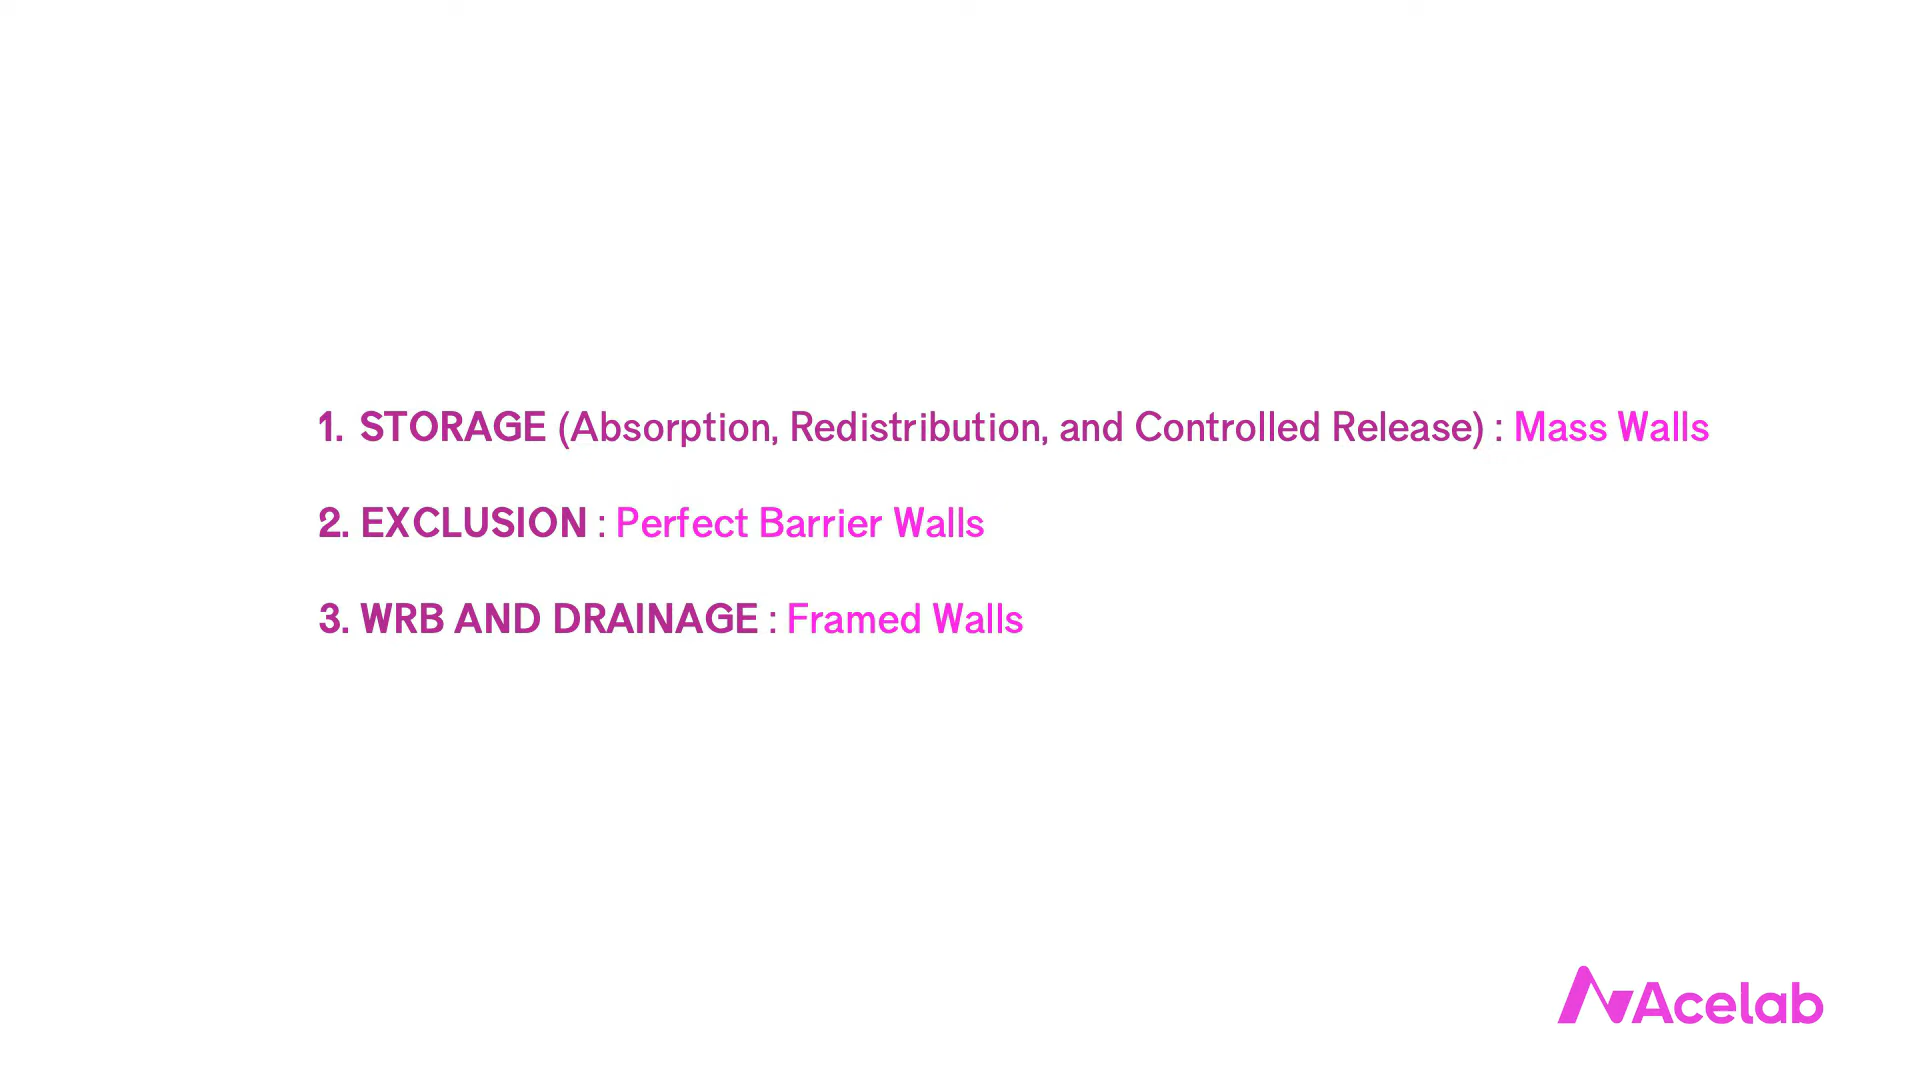 1. STORAGE (Absorption, Redistribution, and Controlled Release) : Mass Walls
2. EXCLUSION : Perfect Barrier Walls
3. WRB AND DRAINAGE : Framed Walls
Acelab